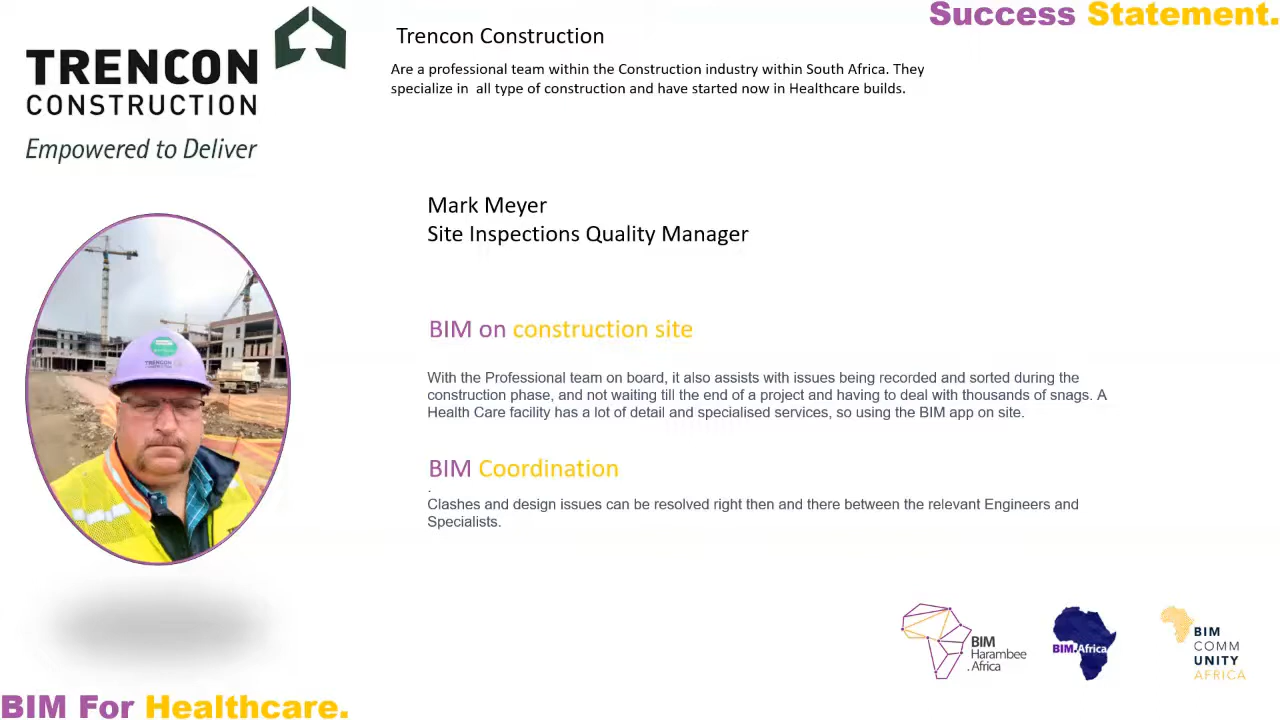 Success Statement.
TRENCON
CONSTRUCTION
Empowered to Deliver
Trencon Construction
Are a professional team within the Construction industry within South Africa. They
specialize in all type of construction and have started now in Healthcare builds.
Mark Meyer
Site Inspections Quality Manager
TRENCON
BIM on construction site
With the Professional team on board, it also assists with issues being recorded and sorted during the
construction phase, and not waiting till the end of a project and having to deal with thousands of snags. A
Health Care facility has a lot of detail and specialised services, so using the BIM app on site.
BIM Coordination
.
Clashes and design issues can be resolved right then and there between the relevant Engineers and
Specialists.
BIM
Harambee
.Africa
BIM.Africa
BIM
COMM
UNITY
AFRICA
BIM For Healthcare.